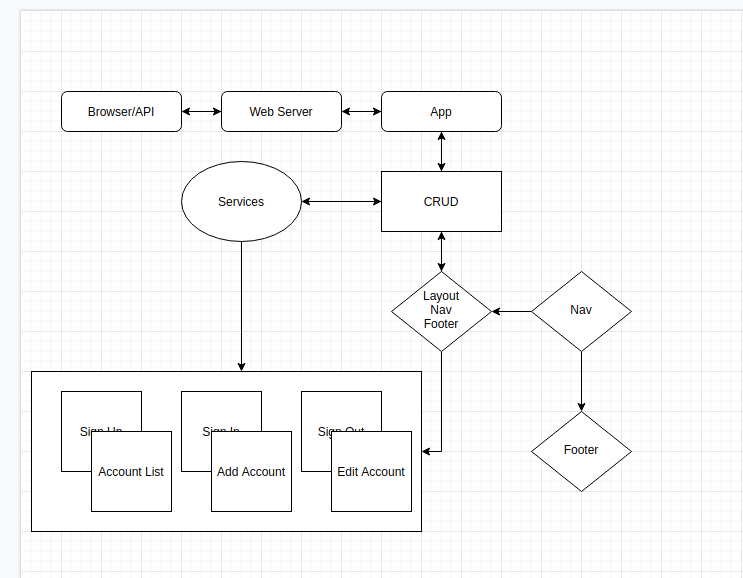 Browser/API
Web Server
App
Services
CRUD
Layout
Nav
Footer
Nav
Sign Up
Sign In
Sign Out
Account List
Add Account
Edit Account
Footer